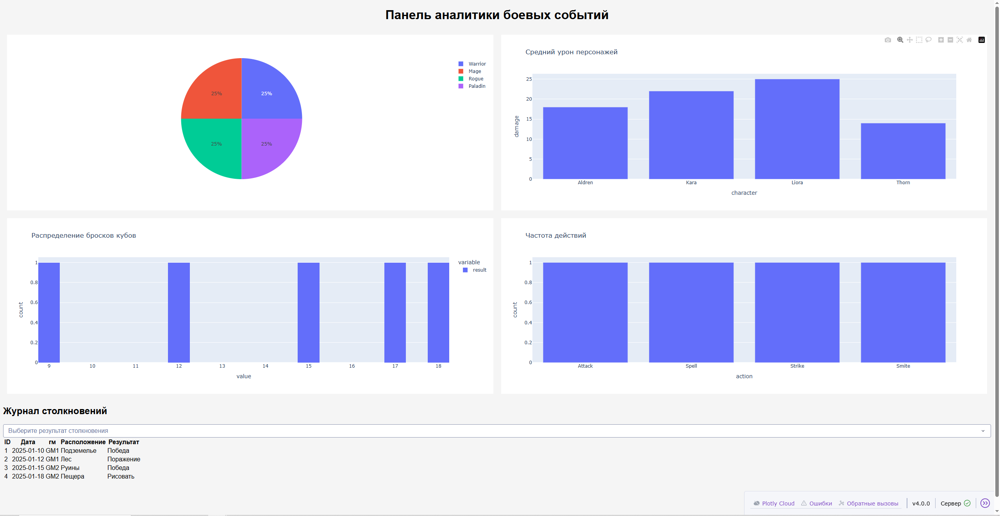 Панель аналитики боевых событий
Warrior
Mage
Rogue
Paladin
25%
25%
25%
25%
Средний урон персонажей
25
20
15
10
5
0
damage
Aldren Kara Liora Thorn
character
Распределение бросков кубов
variable
result
1
0.8
0.6
0.4
0.2
0
count
9 10 11 12 13 14 15 16 17 18
value
Частота действий
1
0.8
0.6
0.4
0.2
0
count
Attack Spell Strike Smite
action
Журнал столкновений
Выберите результат столкновения
ID Дата гм Расположение Результат
1 2025-01-10 GM1 Подземелье Победа
2 2025-01-12 GM1 Лес Поражение
3 2025-01-15 GM2 Руины Победа
4 2025-01-18 GM2 Пещера Рисовать
Plotly Cloud Ошибки Обратные вызовы v4.0.0 Сервер